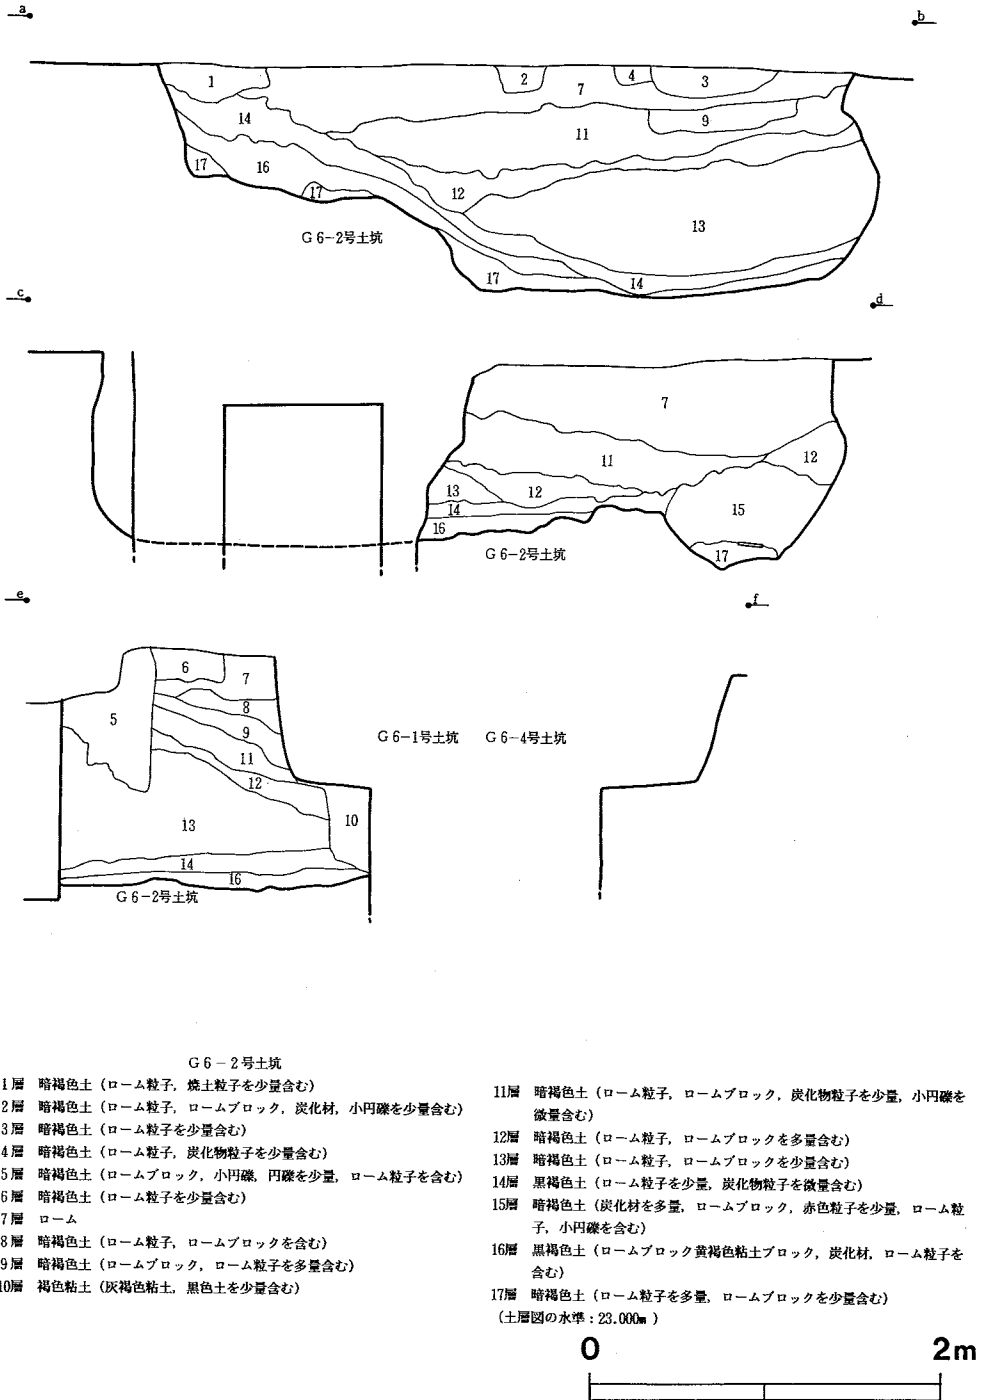 a
b
1
2
4
3
7
14
9
11
17
16
17
12
13
G 6-2号土坑
17
14
c
d
7
11
12
13
12
14
15
16
G 6-2号土坑
17
e
f
6
7
8
5
9
G 6-1号土坑 G 6-4号土坑
11
12
10
13
14
16
G 6-2号土坑
G 6-2号土坑
1層 暗褐色土 (ローム粒子, 焼土粒子を少量含む)
2層 暗褐色土 (ローム粒子, ロームブロック, 炭化材, 小円礫を少量含む)
3層 暗褐色土 (ローム粒子を少量含む)
4層 暗褐色土 (ローム粒子, 炭化物粒子を少量含む)
5層 暗褐色土 (ロームブロック, 小円礫, 円礫を少量, ローム粒子を含む)
6層 暗褐色土 (ローム粒子を少量含む)
7層 ローム
8層 暗褐色土 (ローム粒子, ロームブロックを含む)
9層 暗褐色土 (ロームブロック, ローム粒子を多量含む)
10層 褐色粘土 (灰褐色粘土, 黒色土を少量含む)
11層 暗褐色土 (ローム粒子, ロームブロック, 炭化物粒子を少量, 小円礫を
微量含む)
12層 暗褐色土 (ローム粒子, ロームブロックを多量含む)
13層 暗褐色土 (ローム粒子, ロームブロックを少量含む)
14層 黒褐色土 (ローム粒子を少量, 炭化物粒子を微量含む)
15層 暗褐色土 (炭化材を多量, ロームブロック, 赤色粒子を少量, ローム粒
子, 小円礫を含む)
16層 黒褐色土 (ロームブロック黄褐色粘土ブロック, 炭化材, ローム粒子を
含む)
17層 暗褐色土 (ローム粒子を多量, ロームブロックを少量含む)
(土層図の水準：23.000m)
0 2m